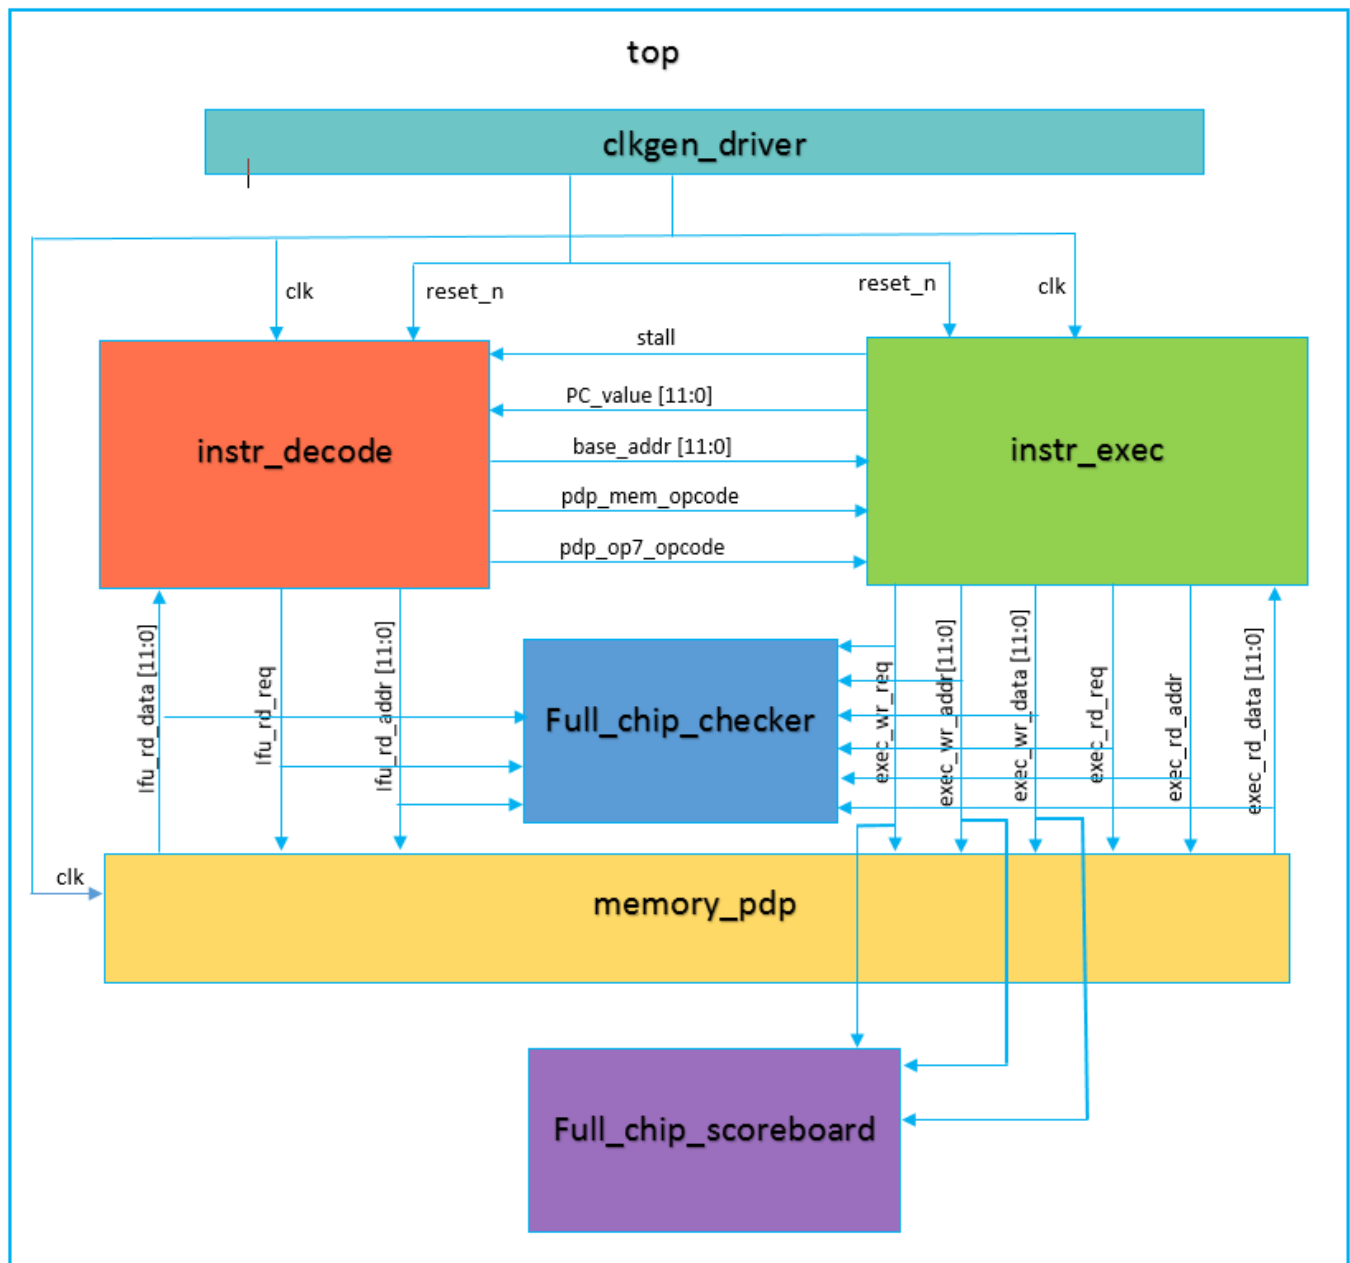 top
clkgen_driver
clk
reset_n
reset_n
clk
stall
PC_value [11:0]
base_addr [11:0]
pdp_mem_opcode
pdp_op7_opcode
instr_decode
instr_exec
Ifu_rd_data [11:0]
Ifu_rd_req
Ifu_rd_addr [11:0]
Full_chip_checker
exec_wr_req
exec_wr_addr[11:0]
exec_wr_data [11:0]
exec_rd_req
exec_rd_addr
exec_rd_data [11:0]
clk
memory_pdp
Full_chip_scoreboard